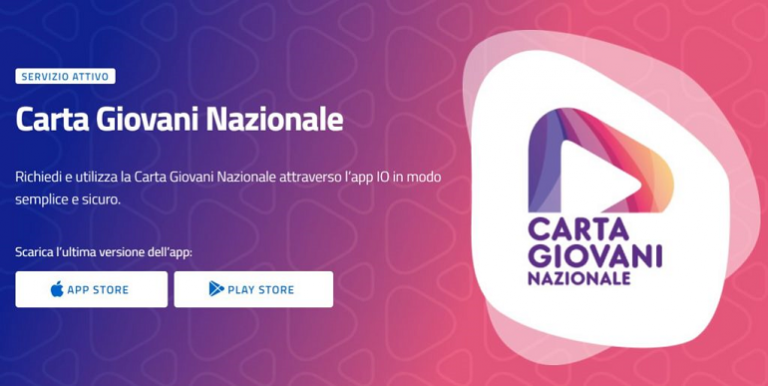 SERVIZIO ATTIVO
Carta Giovani Nazionale
Richiedi e utilizza la Carta Giovani Nazionale attraverso l'app IO in modo
semplice e sicuro.
Scarica l'ultima versione dell'app:
APP STORE
PLAY STORE
CARTA
GIOVANI
NAZIONALE